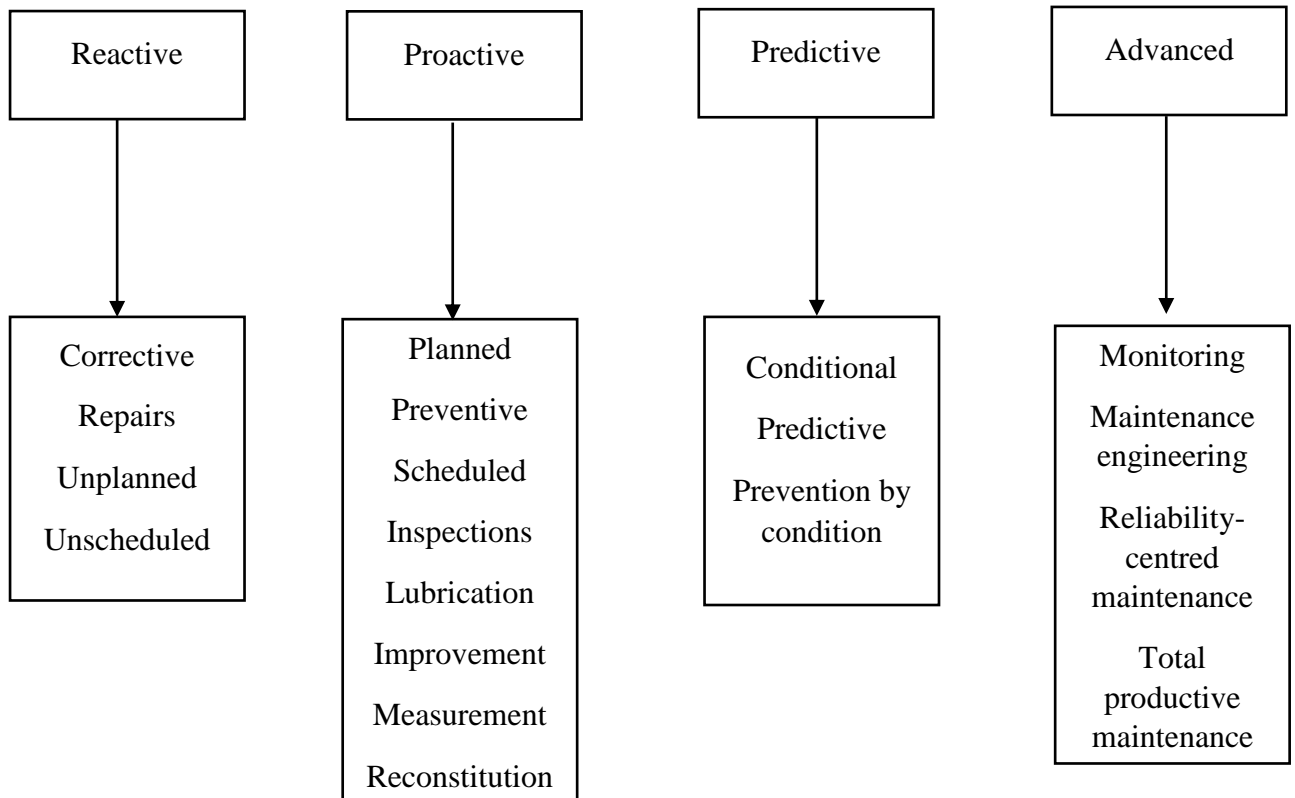 Reactive
Proactive
Predictive
Advanced
Corrective
Repairs
Unplanned
Unscheduled
Planned
Preventive
Scheduled
Inspections
Lubrication
Improvement
Measurement
Reconstitution
Conditional
Predictive
Prevention by
condition
Monitoring
Maintenance
engineering
Reliability-
centred
maintenance
Total
productive
maintenance